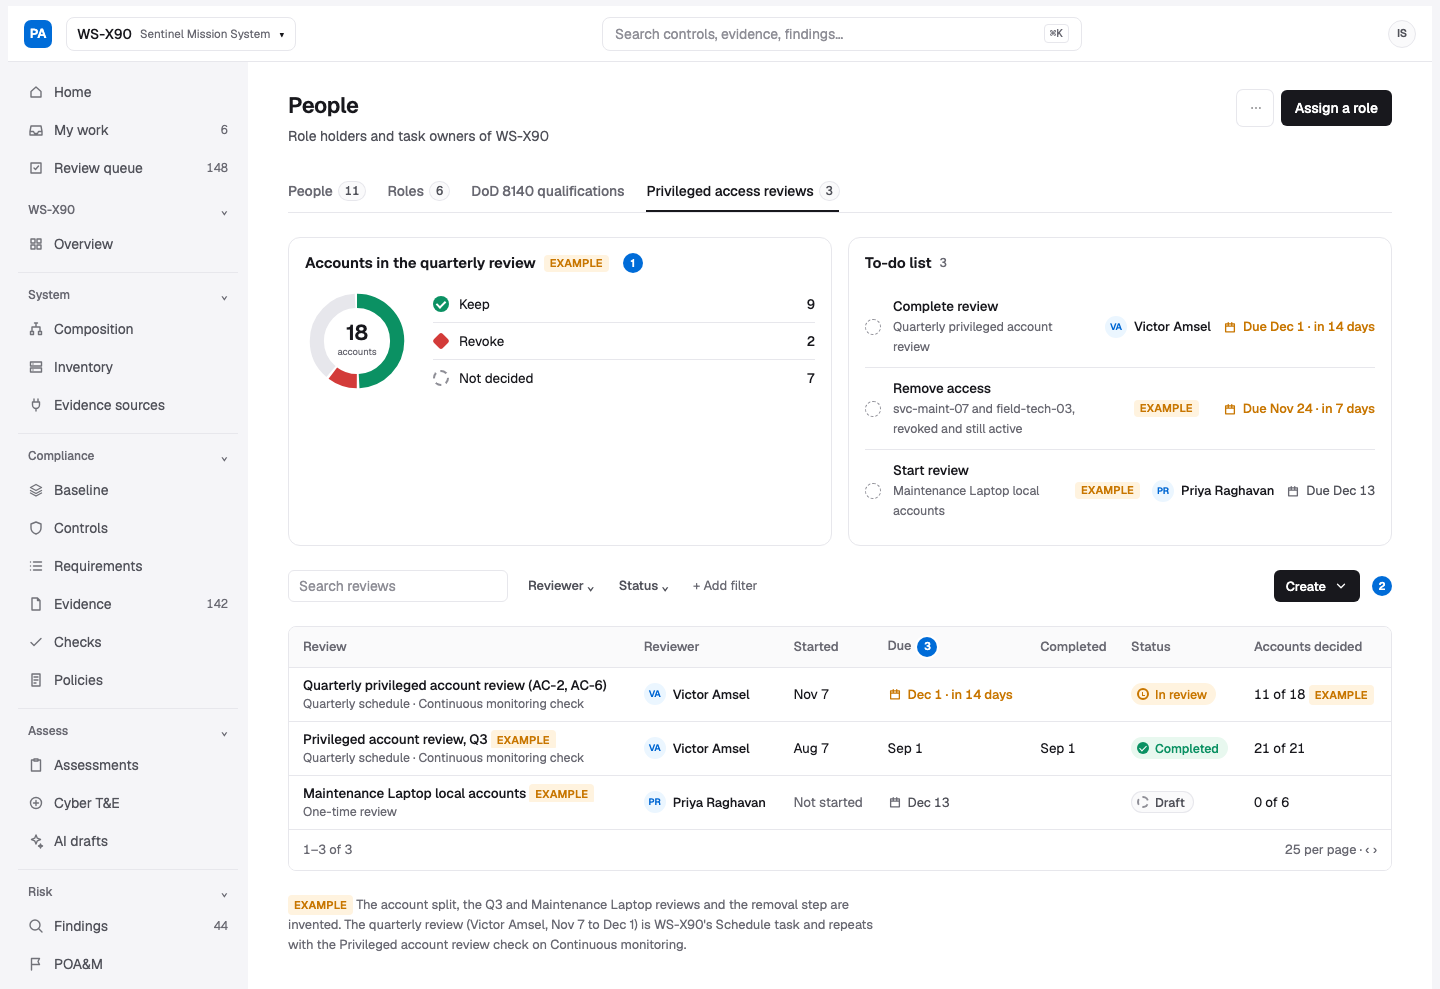 PA
WS-X90 Sentinel Mission System
Search controls, evidence, findings...
⌘K
IS
Home
My work 6
Review queue 148
WS-X90
Overview
System
Composition
Inventory
Evidence sources
Compliance
Baseline
Controls
Requirements
Evidence 142
Checks
Policies
Assess
Assessments
Cyber T&E
AI drafts
Risk
Findings 44
POA&M
People
Role holders and task owners of WS-X90
...
Assign a role
People 11 Roles 6 DoD 8140 qualifications Privileged access reviews 3
Accounts in the quarterly review EXAMPLE 1
18
accounts
Keep 9
Revoke 2
Not decided 7
To-do list 3
Complete review
Quarterly privileged account
review
VA Victor Amsel Due Dec 1 · in 14 days
Remove access
svc-maint-07 and field-tech-03,
revoked and still active
EXAMPLE Due Nov 24 · in 7 days
Start review
Maintenance Laptop local
accounts
EXAMPLE PR Priya Raghavan Due Dec 13
Search reviews Reviewer Status + Add filter Create 2
Review Reviewer Started Due 3 Completed Status Accounts decided
Quarterly privileged account review (AC-2, AC-6)
Quarterly schedule · Continuous monitoring check
VA Victor Amsel Nov 7 Dec 1 · in 14 days In review 11 of 18 EXAMPLE
Privileged account review, Q3 EXAMPLE
Quarterly schedule · Continuous monitoring check
VA Victor Amsel Aug 7 Sep 1 Sep 1 Completed 21 of 21
Maintenance Laptop local accounts EXAMPLE
One-time review
PR Priya Raghavan Not started Dec 13 Draft 0 of 6
1–3 of 3 25 per page · ‹ ›
EXAMPLE The account split, the Q3 and Maintenance Laptop reviews and the removal step are
invented. The quarterly review (Victor Amsel, Nov 7 to Dec 1) is WS-X90's Schedule task and repeats
with the Privileged account review check on Continuous monitoring.